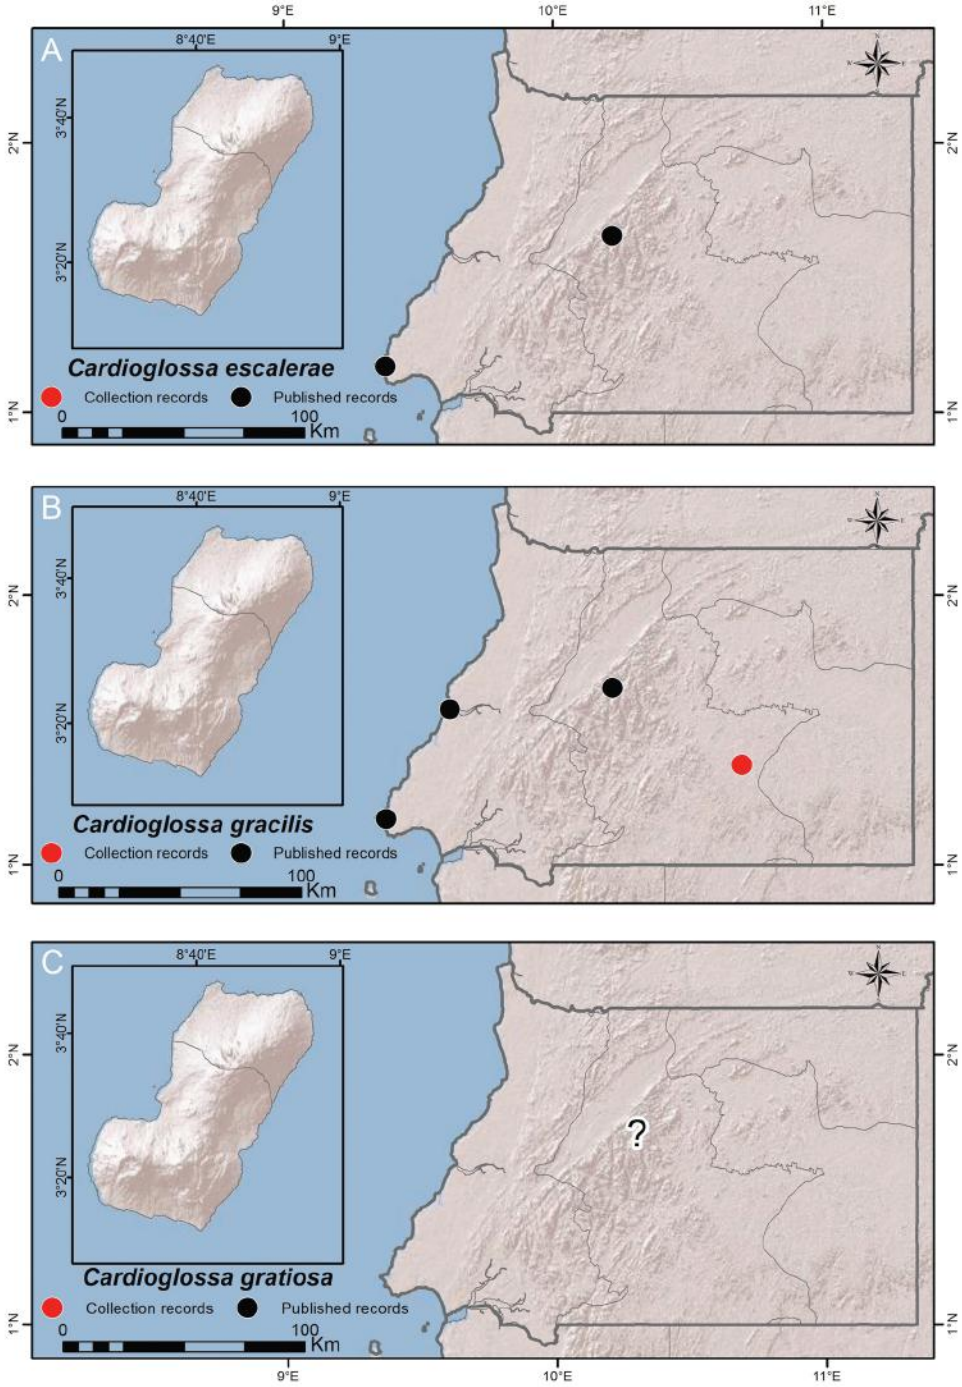 9°E 10°E 11°E
A
8°40'E 9°E
N
W E
3°40'N
3°20'N
2°N 2°N
Cardioglossa escalerae
Collection records Published records
0 100
Km
1°N 1°N
B
8°40'E 9°E
N
W E
3°40'N
3°20'N
2°N 2°N
Cardioglossa gracilis
Collection records Published records
0 100
Km
1°N 1°N
C
8°40'E 9°E
N
W E
3°40'N
3°20'N
2°N 2°N
?
Cardioglossa gratiosa
Collection records Published records
0 100
Km
1°N 1°N
9°E 10°E 11°E